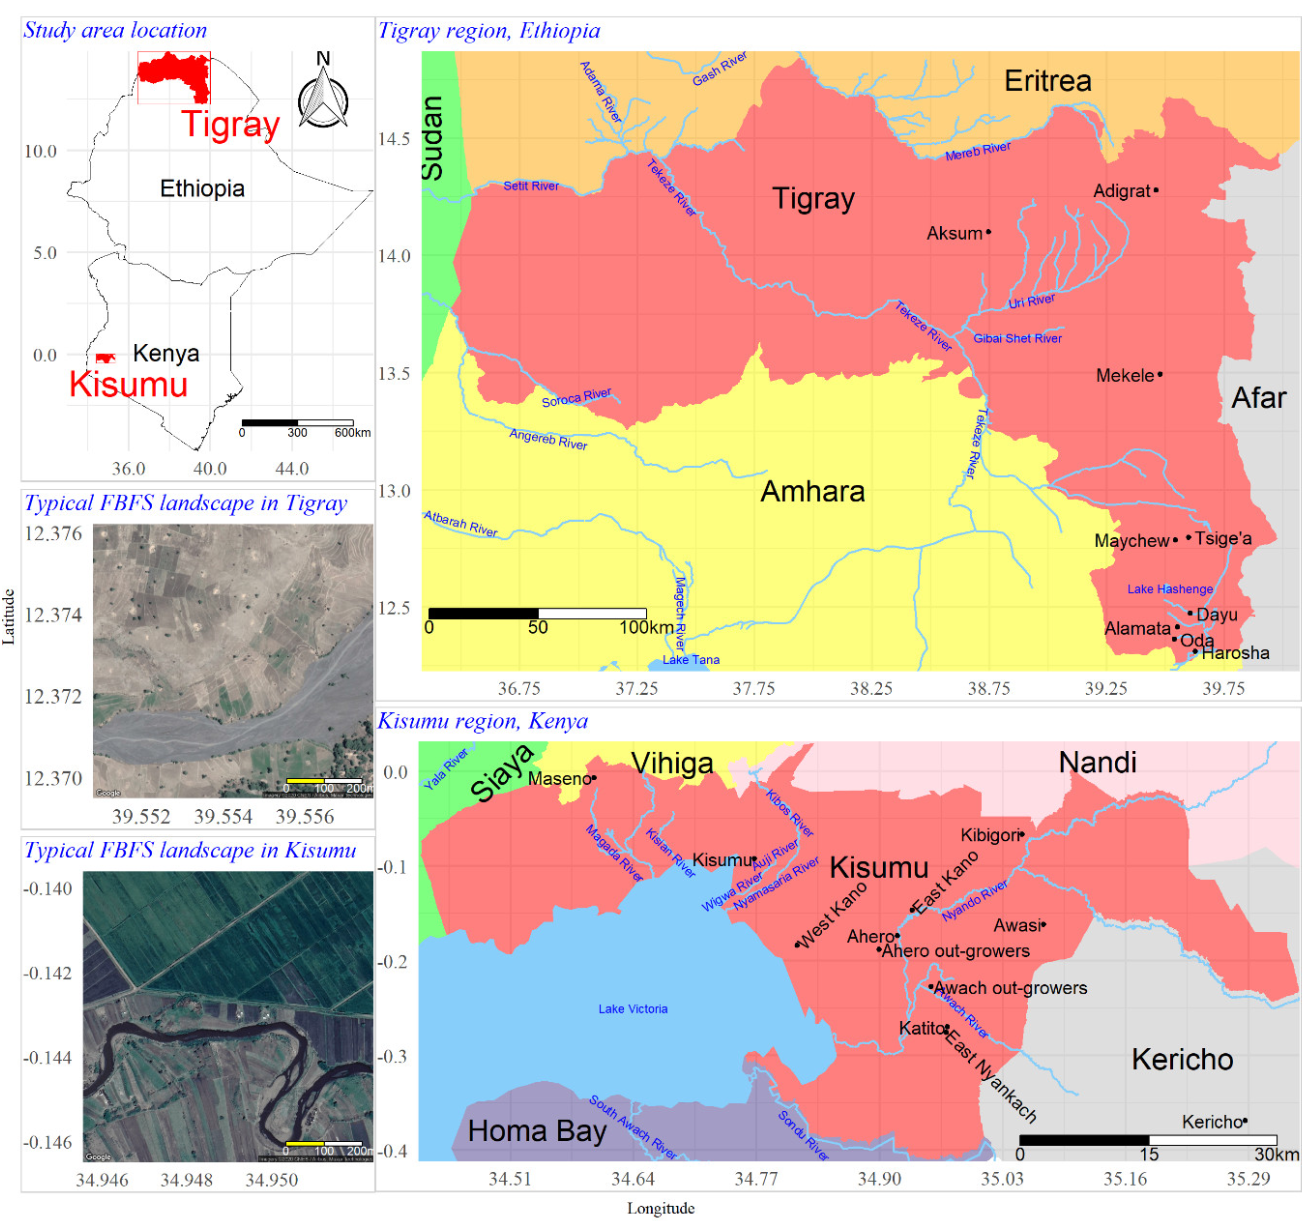 Study area location
N
Tigray
10.0
Ethiopia
5.0
0.0
Kenya
Kisumu
0 300 600km
36.0 40.0 44.0
Tigray region, Ethiopia
Sudan
Eritrea
Adama River
Gash River
14.5
Mereb River
Setit River
Tekeze River
Tigray
Adigrat
Aksum
14.0
Uri River
Tekeze River
Gibai Shet River
13.5
Mekele
Afar
Soroca River
Angereb River
Tekeze River
13.0
Amhara
Atbarah River
Maychew
Tsige'a
Magech River
Lake Hashenge
12.5
0 50 100km
Dayu
Alamata
Oda
Harosha
Lake Tana
36.75 37.25 37.75 38.25 38.75 39.25 39.75
Typical FBFS landscape in Tigray
12.376
12.374
12.372
12.370
Google
0 100 200m
39.552 39.554 39.556
Latitude
Typical FBFS landscape in Kisumu
-0.140
-0.142
-0.144
-0.146
Google
0 100 200m
34.946 34.948 34.950
Kisumu region, Kenya
Yala River
Siaya
Vihiga
Nandi
0.0
Maseno
Kibos River
Magada River
Kisian River
Kibigori
-0.1
Kisumu
Auji River
Wigwa River
Nyamasaria River
Kisumu
West Kano
East Kano
Nyando River
Ahero
Awasi
Ahero out-growers
-0.2
Awach out-growers
Lake Victoria
Awach River
Katito
East Nyankach
-0.3
Kericho
Homa Bay
South Awach River
Sondu River
Kericho
-0.4
0 15 30km
34.51 34.64 34.77 34.90 35.03 35.16 35.29
Longitude